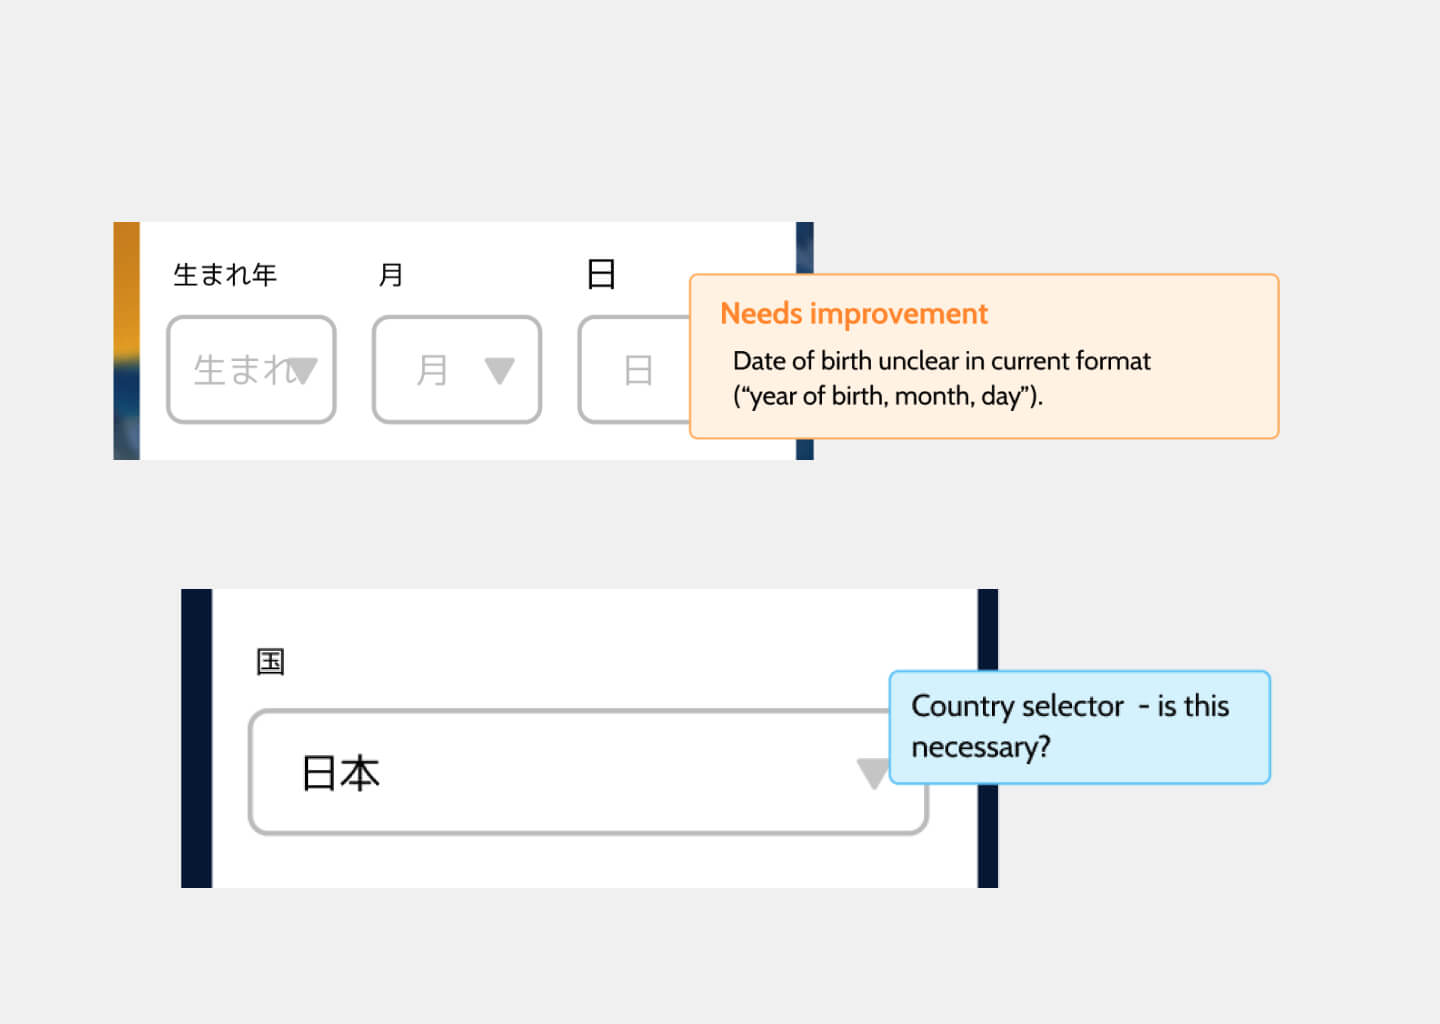 生まれ年
月
日
生まれ
月
日
Needs improvement
Date of birth unclear in current format
(“year of birth, month, day”).
国
日本
Country selector - is this
necessary?